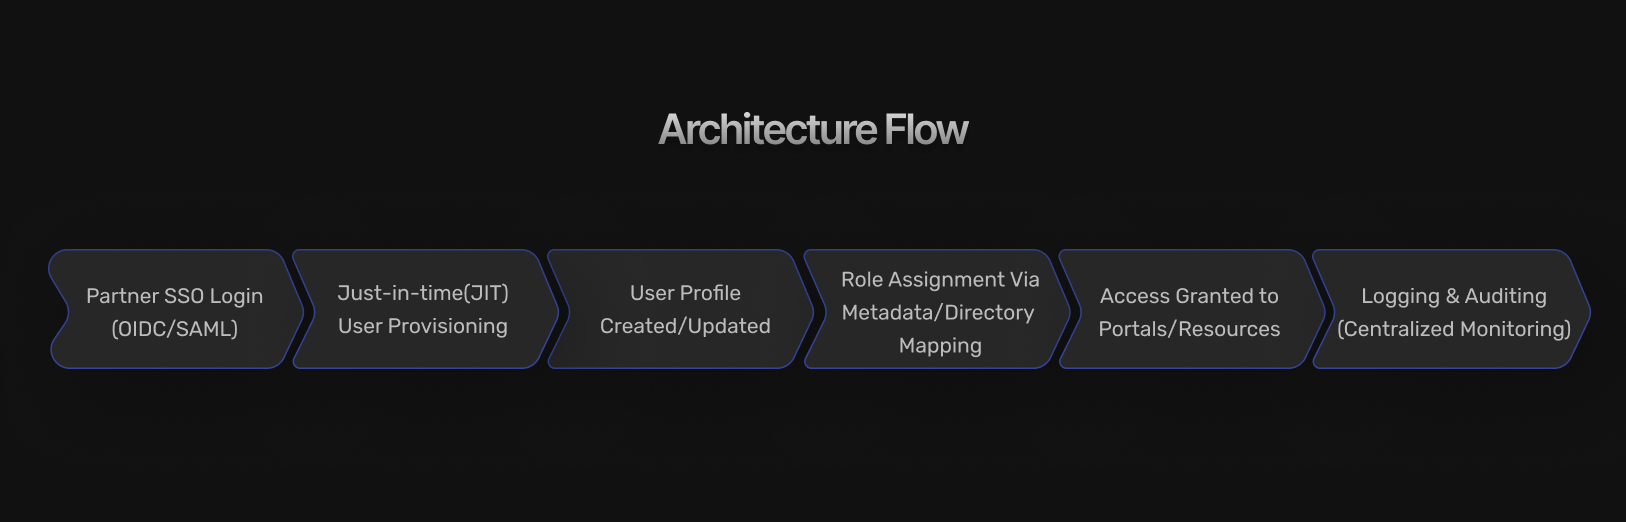 Architecture Flow
Partner SSO Login
(OIDC/SAML)
Just-in-time(JIT)
User Provisioning
User Profile
Created/Updated
Role Assignment Via
Metadata/Directory
Mapping
Access Granted to
Portals/Resources
Logging & Auditing
(Centralized Monitoring)